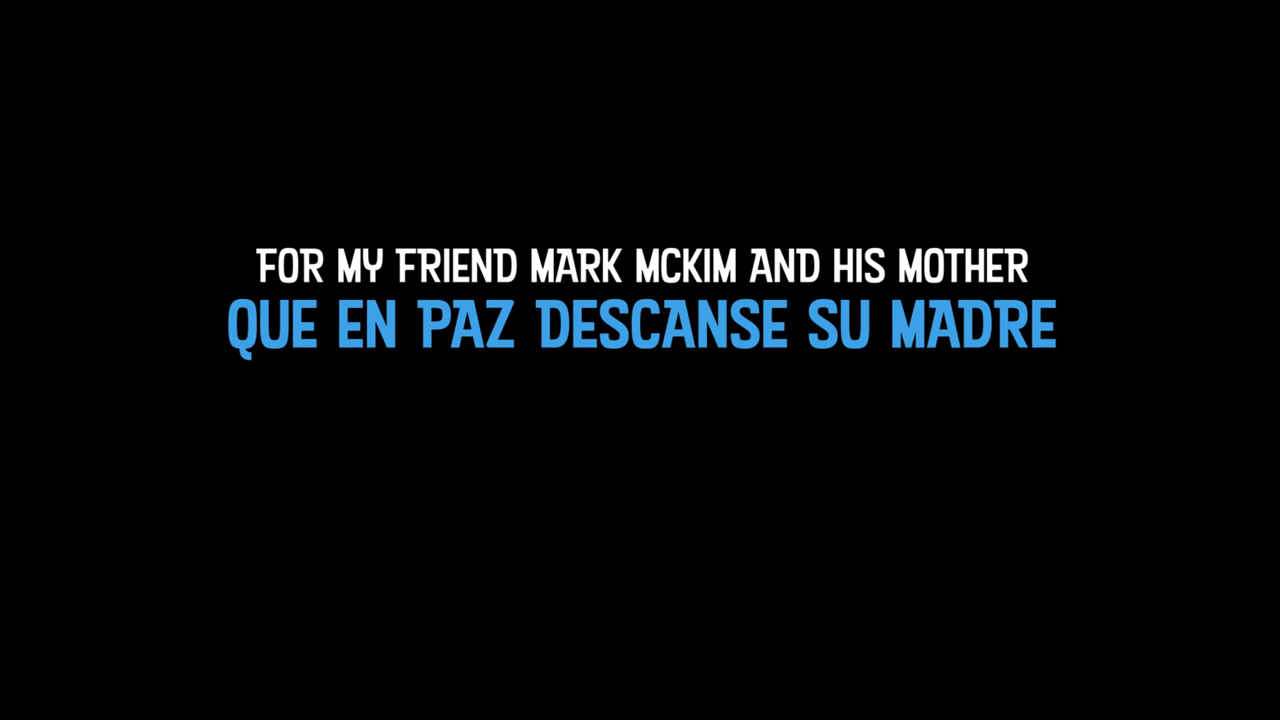 FOR MY FRIEND MARK MCKIM AND HIS MOTHER
QUE EN PAZ DESCANSE SU MADRE